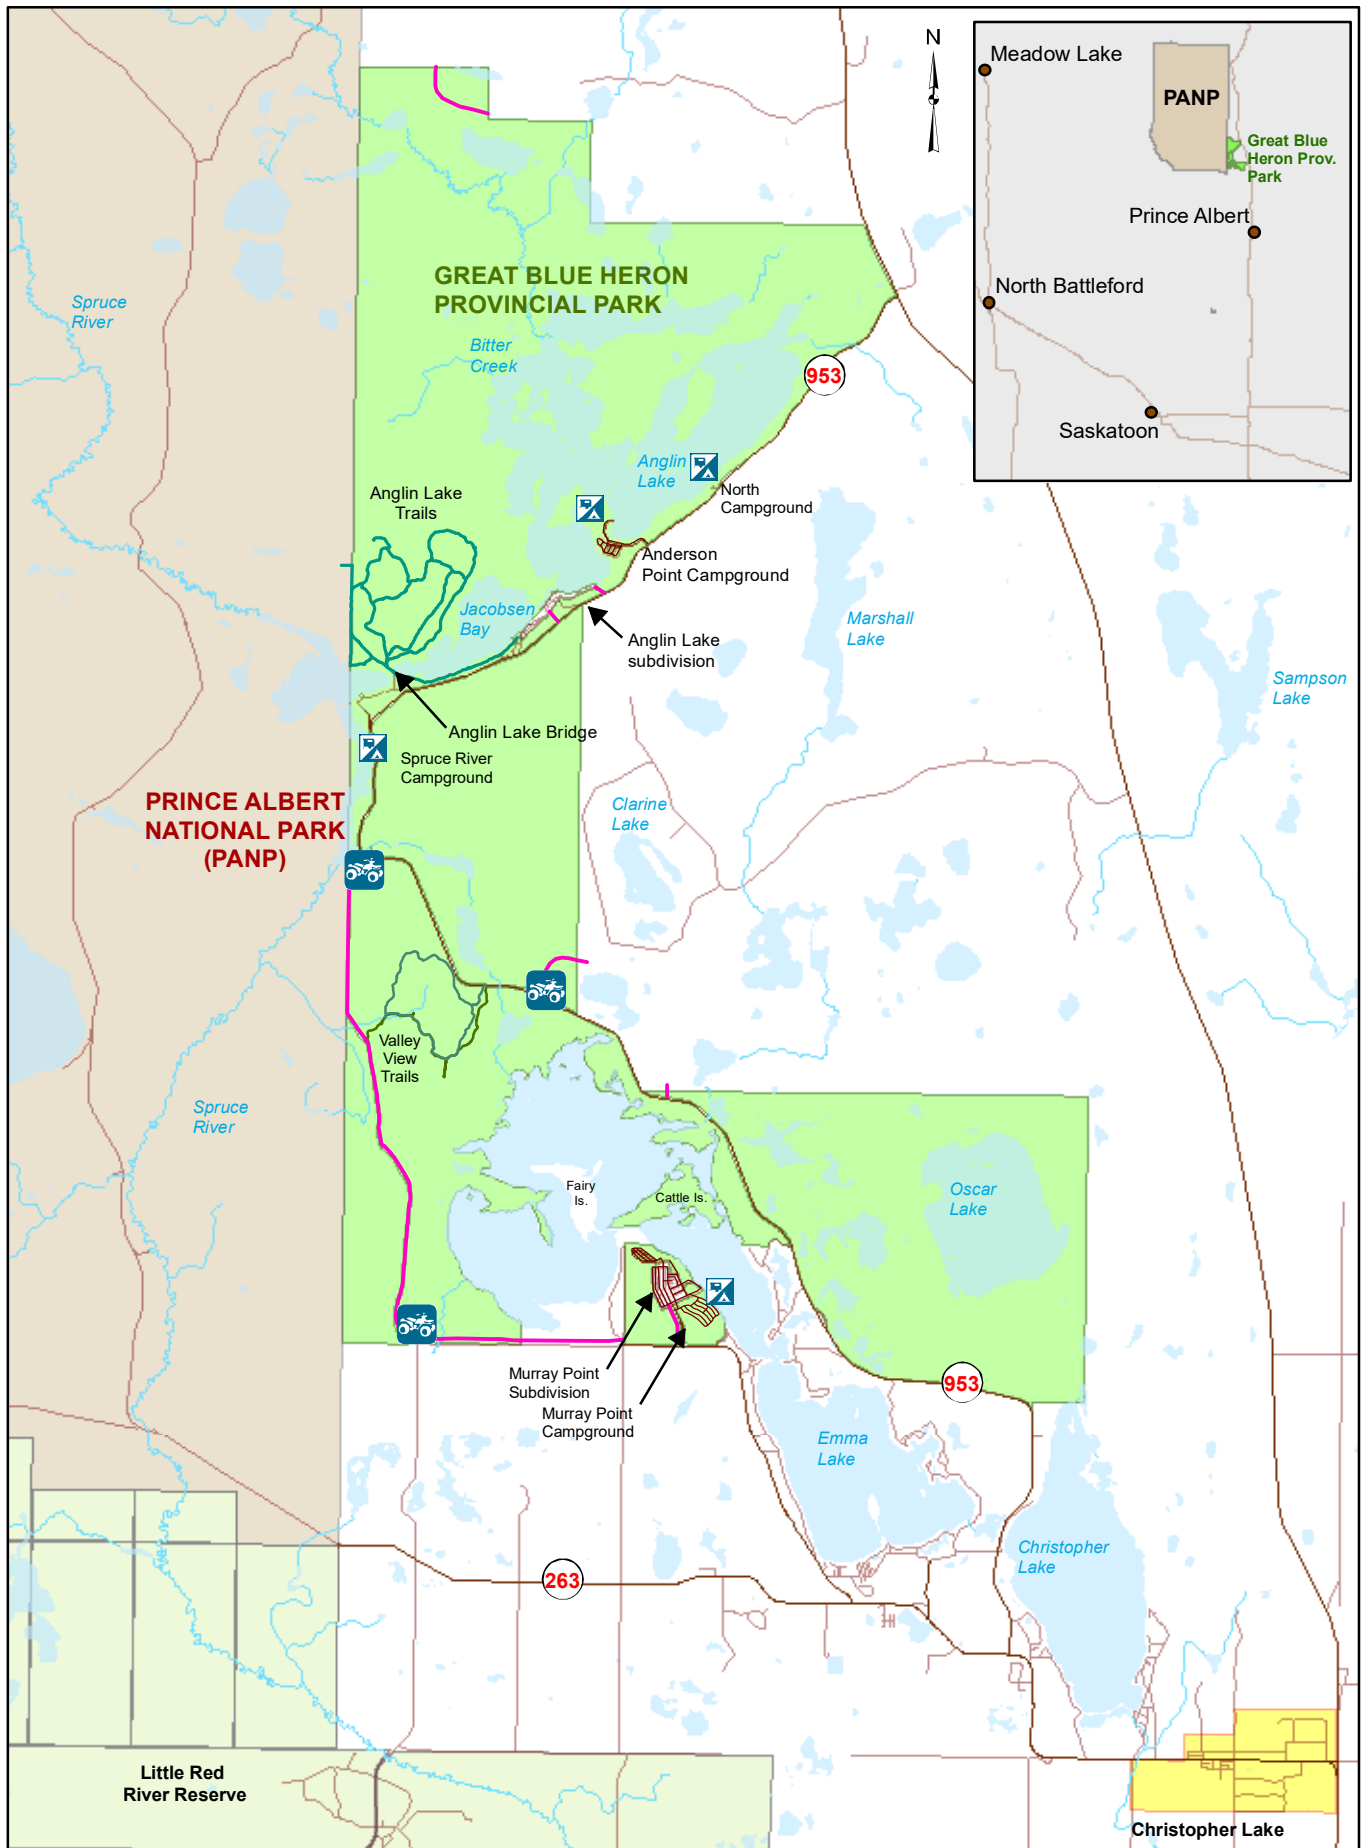 N
Meadow Lake
PANP
Great Blue
Heron Prov.
Park
Prince Albert
North Battleford
Saskatoon
GREAT BLUE HERON
PROVINCIAL PARK
Spruce
River
Bitter
Creek
953
Anglin
Lake
North
Campground
Anglin Lake
Trails
Anderson
Point Campground
Jacobsen
Bay
Marshall
Lake
Anglin Lake
subdivision
Sampson
Lake
Anglin Lake Bridge
Spruce River
Campground
PRINCE ALBERT
NATIONAL PARK
(PANP)
Clarine
Lake
Valley
View
Trails
Spruce
River
Fairy
Is.
Cattle Is.
Oscar
Lake
Murray Point
Subdivision
Murray Point
Campground
953
Emma
Lake
Christopher
Lake
263
Little Red
River Reserve
Christopher Lake